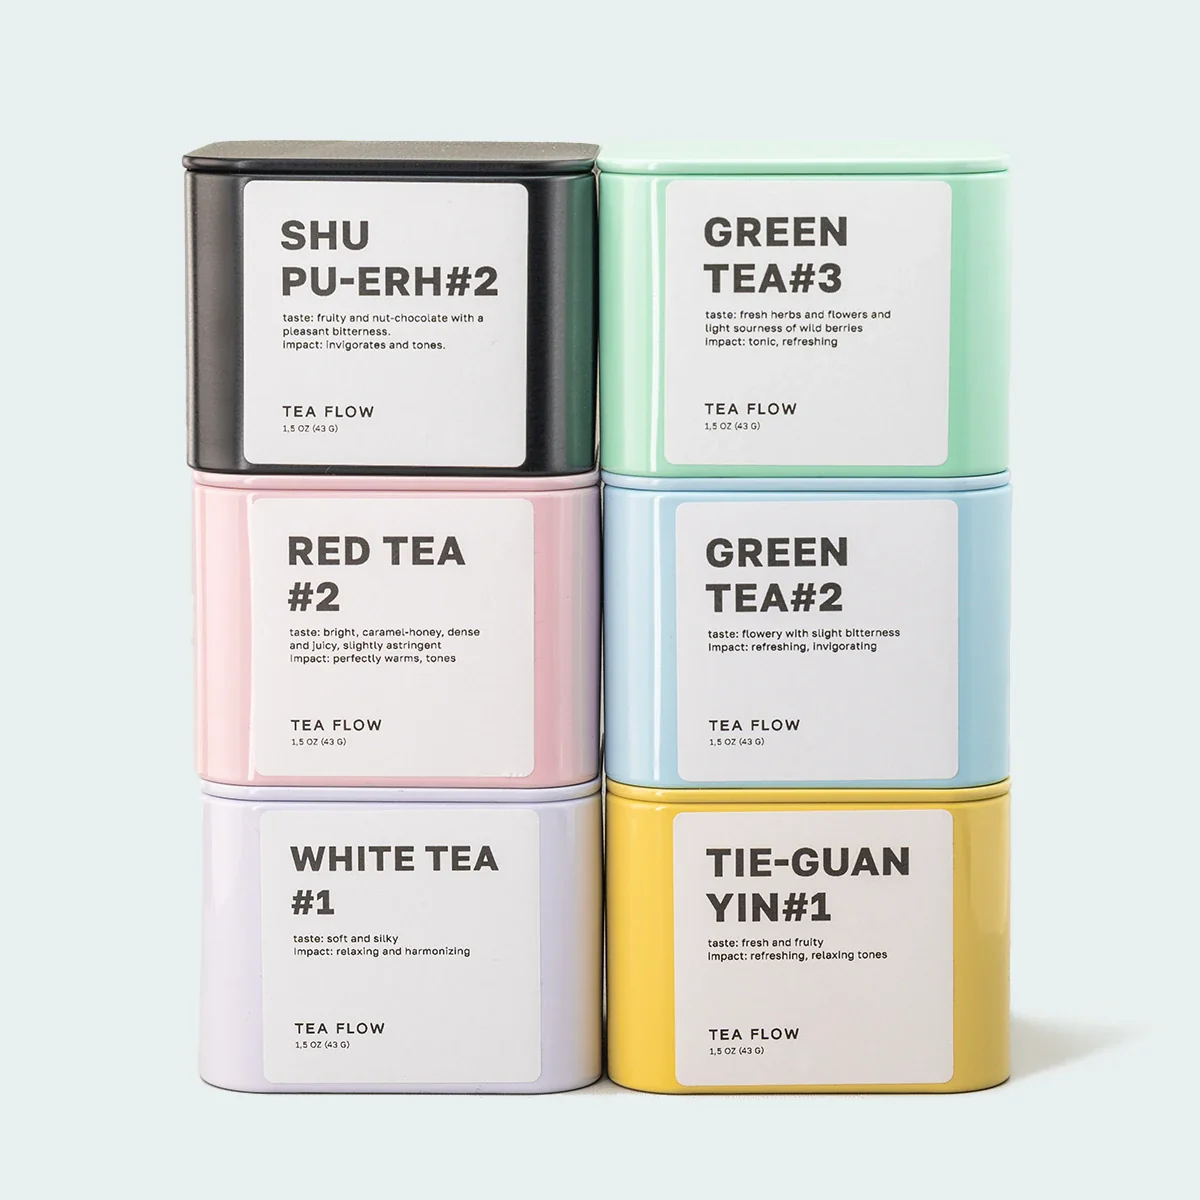 SHU
PU-ERH#2
taste: fruity and nut-chocolate with a
pleasant bitterness.
impact: invigorates and tones.
TEA FLOW
1,5 OZ (43 G)
GREEN
TEA#3
taste: fresh herbs and flowers and
light sourness of wild berries
impact: tonic, refreshing
TEA FLOW
1,5 OZ (43 G)
RED TEA
#2
taste: bright, caramel-honey, dense
and juicy, slightly astringent
impact: perfectly warms, tones
TEA FLOW
1,5 OZ (43 G)
GREEN
TEA#2
taste: flowery with slight bitterness
impact: refreshing, invigorating
TEA FLOW
1,5 OZ (43 G)
WHITE TEA
#1
taste: soft and silky
impact: relaxing and harmonizing
TEA FLOW
1,5 OZ (43 G)
TIE-GUAN
YIN#1
taste: fresh and fruity
impact: refreshing, relaxing tones
TEA FLOW
1,5 OZ (43 G)